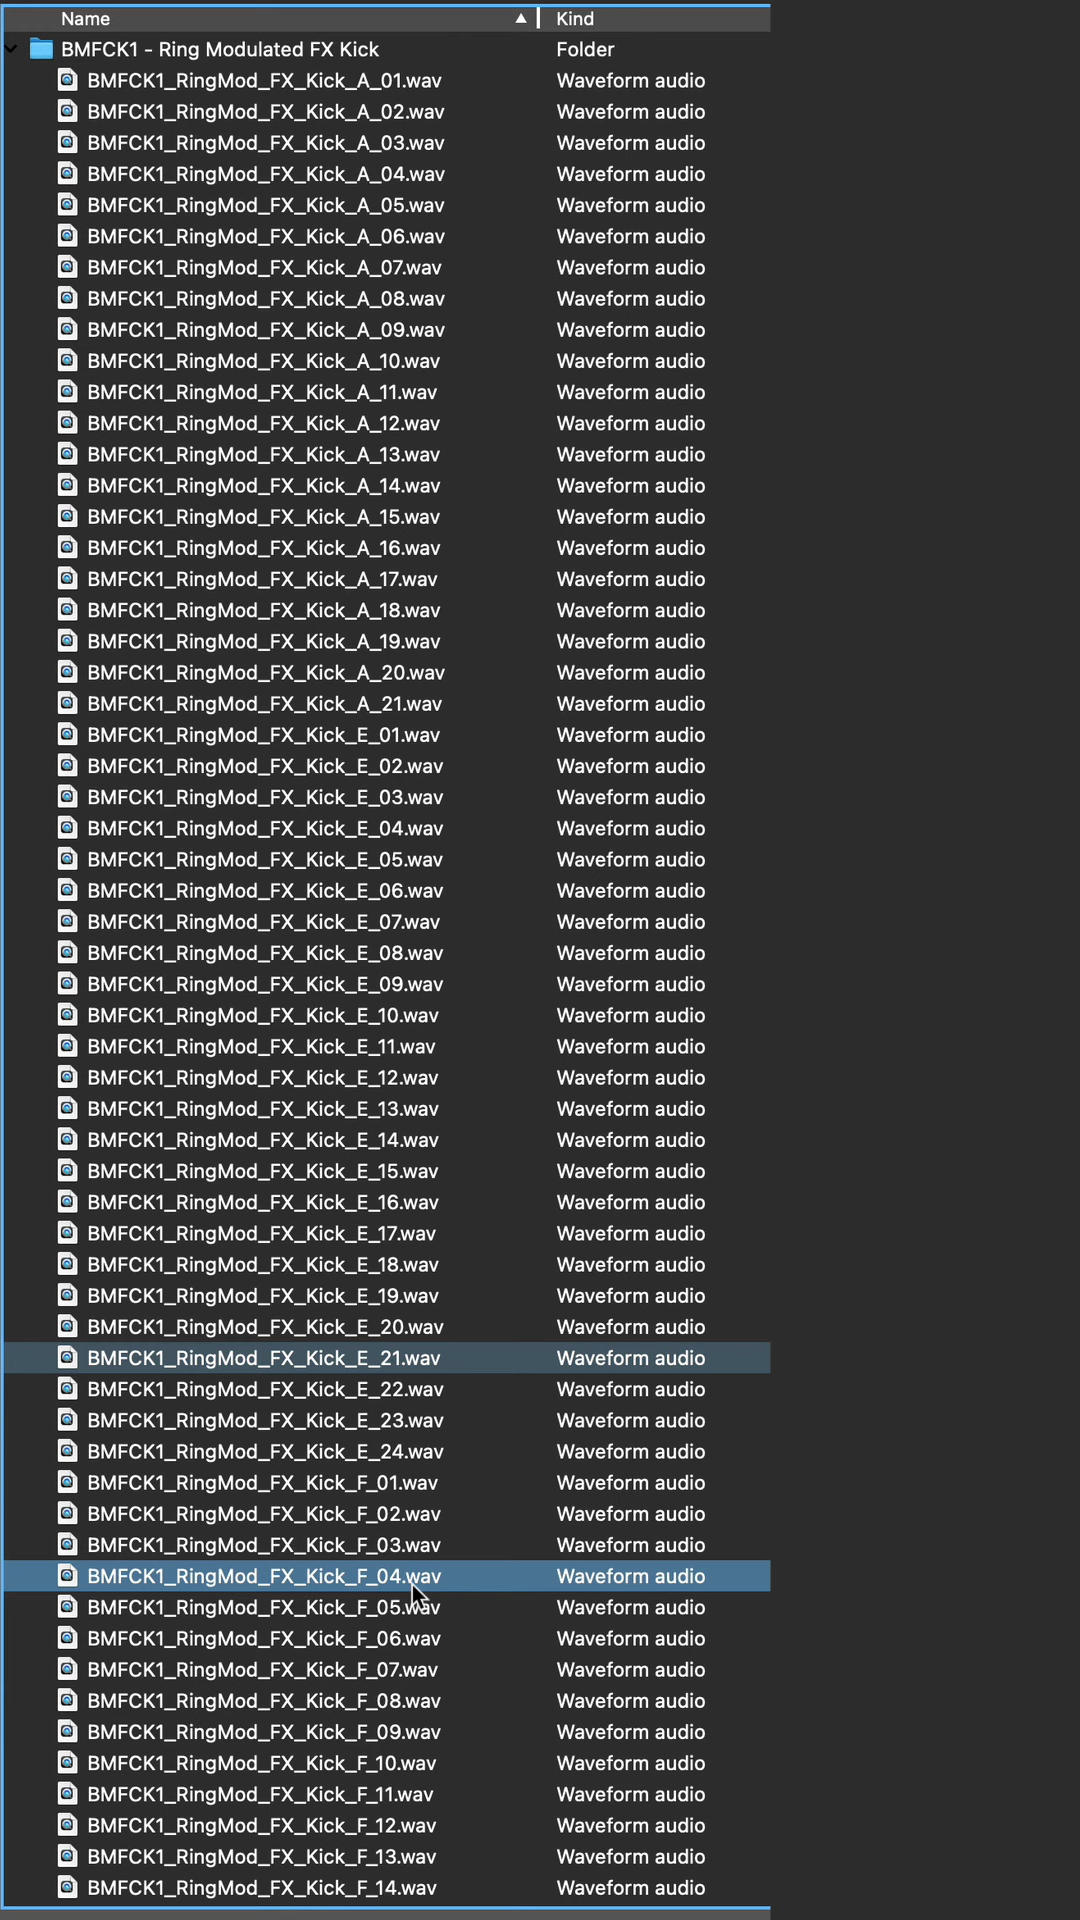 Name Kind
BMFCK1 - Ring Modulated FX Kick Folder
BMFCK1_RingMod_FX_Kick_A_01.wav Waveform audio
BMFCK1_RingMod_FX_Kick_A_02.wav Waveform audio
BMFCK1_RingMod_FX_Kick_A_03.wav Waveform audio
BMFCK1_RingMod_FX_Kick_A_04.wav Waveform audio
BMFCK1_RingMod_FX_Kick_A_05.wav Waveform audio
BMFCK1_RingMod_FX_Kick_A_06.wav Waveform audio
BMFCK1_RingMod_FX_Kick_A_07.wav Waveform audio
BMFCK1_RingMod_FX_Kick_A_08.wav Waveform audio
BMFCK1_RingMod_FX_Kick_A_09.wav Waveform audio
BMFCK1_RingMod_FX_Kick_A_10.wav Waveform audio
BMFCK1_RingMod_FX_Kick_A_11.wav Waveform audio
BMFCK1_RingMod_FX_Kick_A_12.wav Waveform audio
BMFCK1_RingMod_FX_Kick_A_13.wav Waveform audio
BMFCK1_RingMod_FX_Kick_A_14.wav Waveform audio
BMFCK1_RingMod_FX_Kick_A_15.wav Waveform audio
BMFCK1_RingMod_FX_Kick_A_16.wav Waveform audio
BMFCK1_RingMod_FX_Kick_A_17.wav Waveform audio
BMFCK1_RingMod_FX_Kick_A_18.wav Waveform audio
BMFCK1_RingMod_FX_Kick_A_19.wav Waveform audio
BMFCK1_RingMod_FX_Kick_A_20.wav Waveform audio
BMFCK1_RingMod_FX_Kick_A_21.wav Waveform audio
BMFCK1_RingMod_FX_Kick_E_01.wav Waveform audio
BMFCK1_RingMod_FX_Kick_E_02.wav Waveform audio
BMFCK1_RingMod_FX_Kick_E_03.wav Waveform audio
BMFCK1_RingMod_FX_Kick_E_04.wav Waveform audio
BMFCK1_RingMod_FX_Kick_E_05.wav Waveform audio
BMFCK1_RingMod_FX_Kick_E_06.wav Waveform audio
BMFCK1_RingMod_FX_Kick_E_07.wav Waveform audio
BMFCK1_RingMod_FX_Kick_E_08.wav Waveform audio
BMFCK1_RingMod_FX_Kick_E_09.wav Waveform audio
BMFCK1_RingMod_FX_Kick_E_10.wav Waveform audio
BMFCK1_RingMod_FX_Kick_E_11.wav Waveform audio
BMFCK1_RingMod_FX_Kick_E_12.wav Waveform audio
BMFCK1_RingMod_FX_Kick_E_13.wav Waveform audio
BMFCK1_RingMod_FX_Kick_E_14.wav Waveform audio
BMFCK1_RingMod_FX_Kick_E_15.wav Waveform audio
BMFCK1_RingMod_FX_Kick_E_16.wav Waveform audio
BMFCK1_RingMod_FX_Kick_E_17.wav Waveform audio
BMFCK1_RingMod_FX_Kick_E_18.wav Waveform audio
BMFCK1_RingMod_FX_Kick_E_19.wav Waveform audio
BMFCK1_RingMod_FX_Kick_E_20.wav Waveform audio
BMFCK1_RingMod_FX_Kick_E_21.wav Waveform audio
BMFCK1_RingMod_FX_Kick_E_22.wav Waveform audio
BMFCK1_RingMod_FX_Kick_E_23.wav Waveform audio
BMFCK1_RingMod_FX_Kick_E_24.wav Waveform audio
BMFCK1_RingMod_FX_Kick_F_01.wav Waveform audio
BMFCK1_RingMod_FX_Kick_F_02.wav Waveform audio
BMFCK1_RingMod_FX_Kick_F_03.wav Waveform audio
BMFCK1_RingMod_FX_Kick_F_04.wav Waveform audio
BMFCK1_RingMod_FX_Kick_F_05.wav Waveform audio
BMFCK1_RingMod_FX_Kick_F_06.wav Waveform audio
BMFCK1_RingMod_FX_Kick_F_07.wav Waveform audio
BMFCK1_RingMod_FX_Kick_F_08.wav Waveform audio
BMFCK1_RingMod_FX_Kick_F_09.wav Waveform audio
BMFCK1_RingMod_FX_Kick_F_10.wav Waveform audio
BMFCK1_RingMod_FX_Kick_F_11.wav Waveform audio
BMFCK1_RingMod_FX_Kick_F_12.wav Waveform audio
BMFCK1_RingMod_FX_Kick_F_13.wav Waveform audio
BMFCK1_RingMod_FX_Kick_F_14.wav Waveform audio